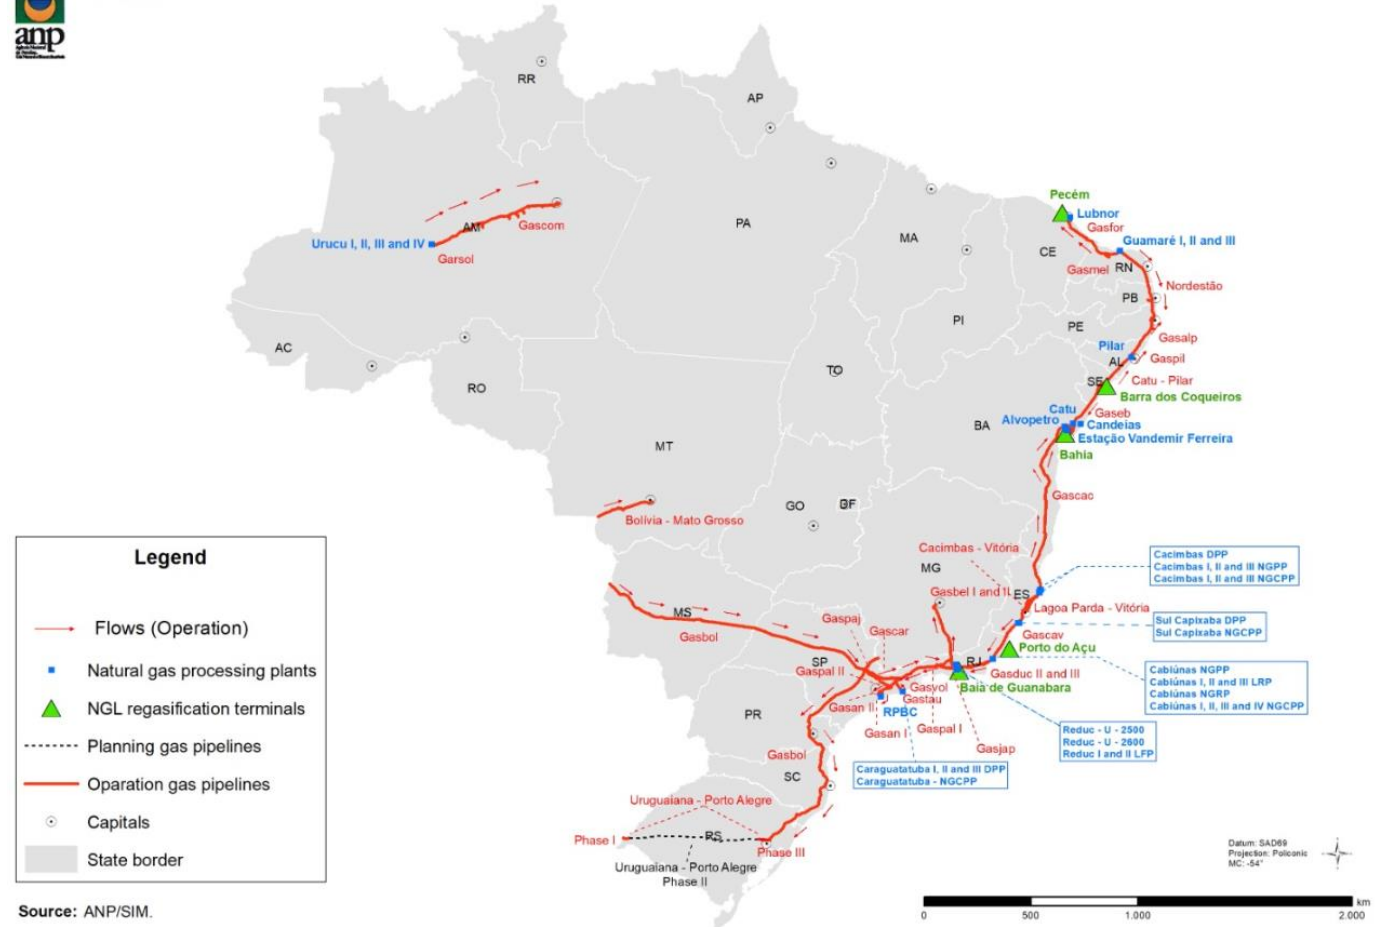 anp
RR
AP
Pecém
Lubnor
Gasfor
AM
Gascom
PA
MA
CE
Guamaré I, II and III
Urucu I, II, III and IV
Garsol
Gasmel
RN
Nordestão
PB
PI
PE
AC
Gasalp
Pilar
AL
Gaspil
RO
TO
SE
Catu - Pilar
Barra dos Coqueiros
Catu
Gaseb
Alvopetro
BA
Candeias
Estação Vandemir Ferreira
MT
Bahia
Gascac
GO
DF
Bolívia - Mato Grosso
Cacimbas - Vitória
Cacimbas DPP
Cacimbas I, II and III NGPP
Cacimbas I, II and III NGCPP
MG
Gasbel I and II
ES
Lagoa Parda - Vitória
MS
Gasbol
Gaspaj
Gascar
Sul Capixaba DPP
Sul Capixaba NGCPP
Gascav
Porto do Açu
SP
Gaspal II
RJ
Gasduc II and III
Cabiúnas NGPP
Cabiúnas I, II and III LRP
Cabiúnas NGRP
Cabiúnas I, II, III and IV NGCPP
Gasvol
Baia de Guanabara
Gastau
Gasan II
RPBC
PR
Gasan I
Gaspal I
Gasjap
Reduc - U - 2500
Reduc - U - 2600
Reduc I and II LFP
Gasbol
SC
Caraguatatuba I, II and III DPP
Caraguatatuba - NGCPP
Uruguaiana - Porto Alegre
Phase I
RS
Phase III
Uruguaiana - Porto Alegre
Phase II
Legend
Flows (Operation)
Natural gas processing plants
NGL regasification terminals
Planning gas pipelines
Oparation gas pipelines
Capitals
State border
Source: ANP/SIM.
Datum: SAD69
Projection: Policonic
MC: -54°
km
0 500 1.000 2.000